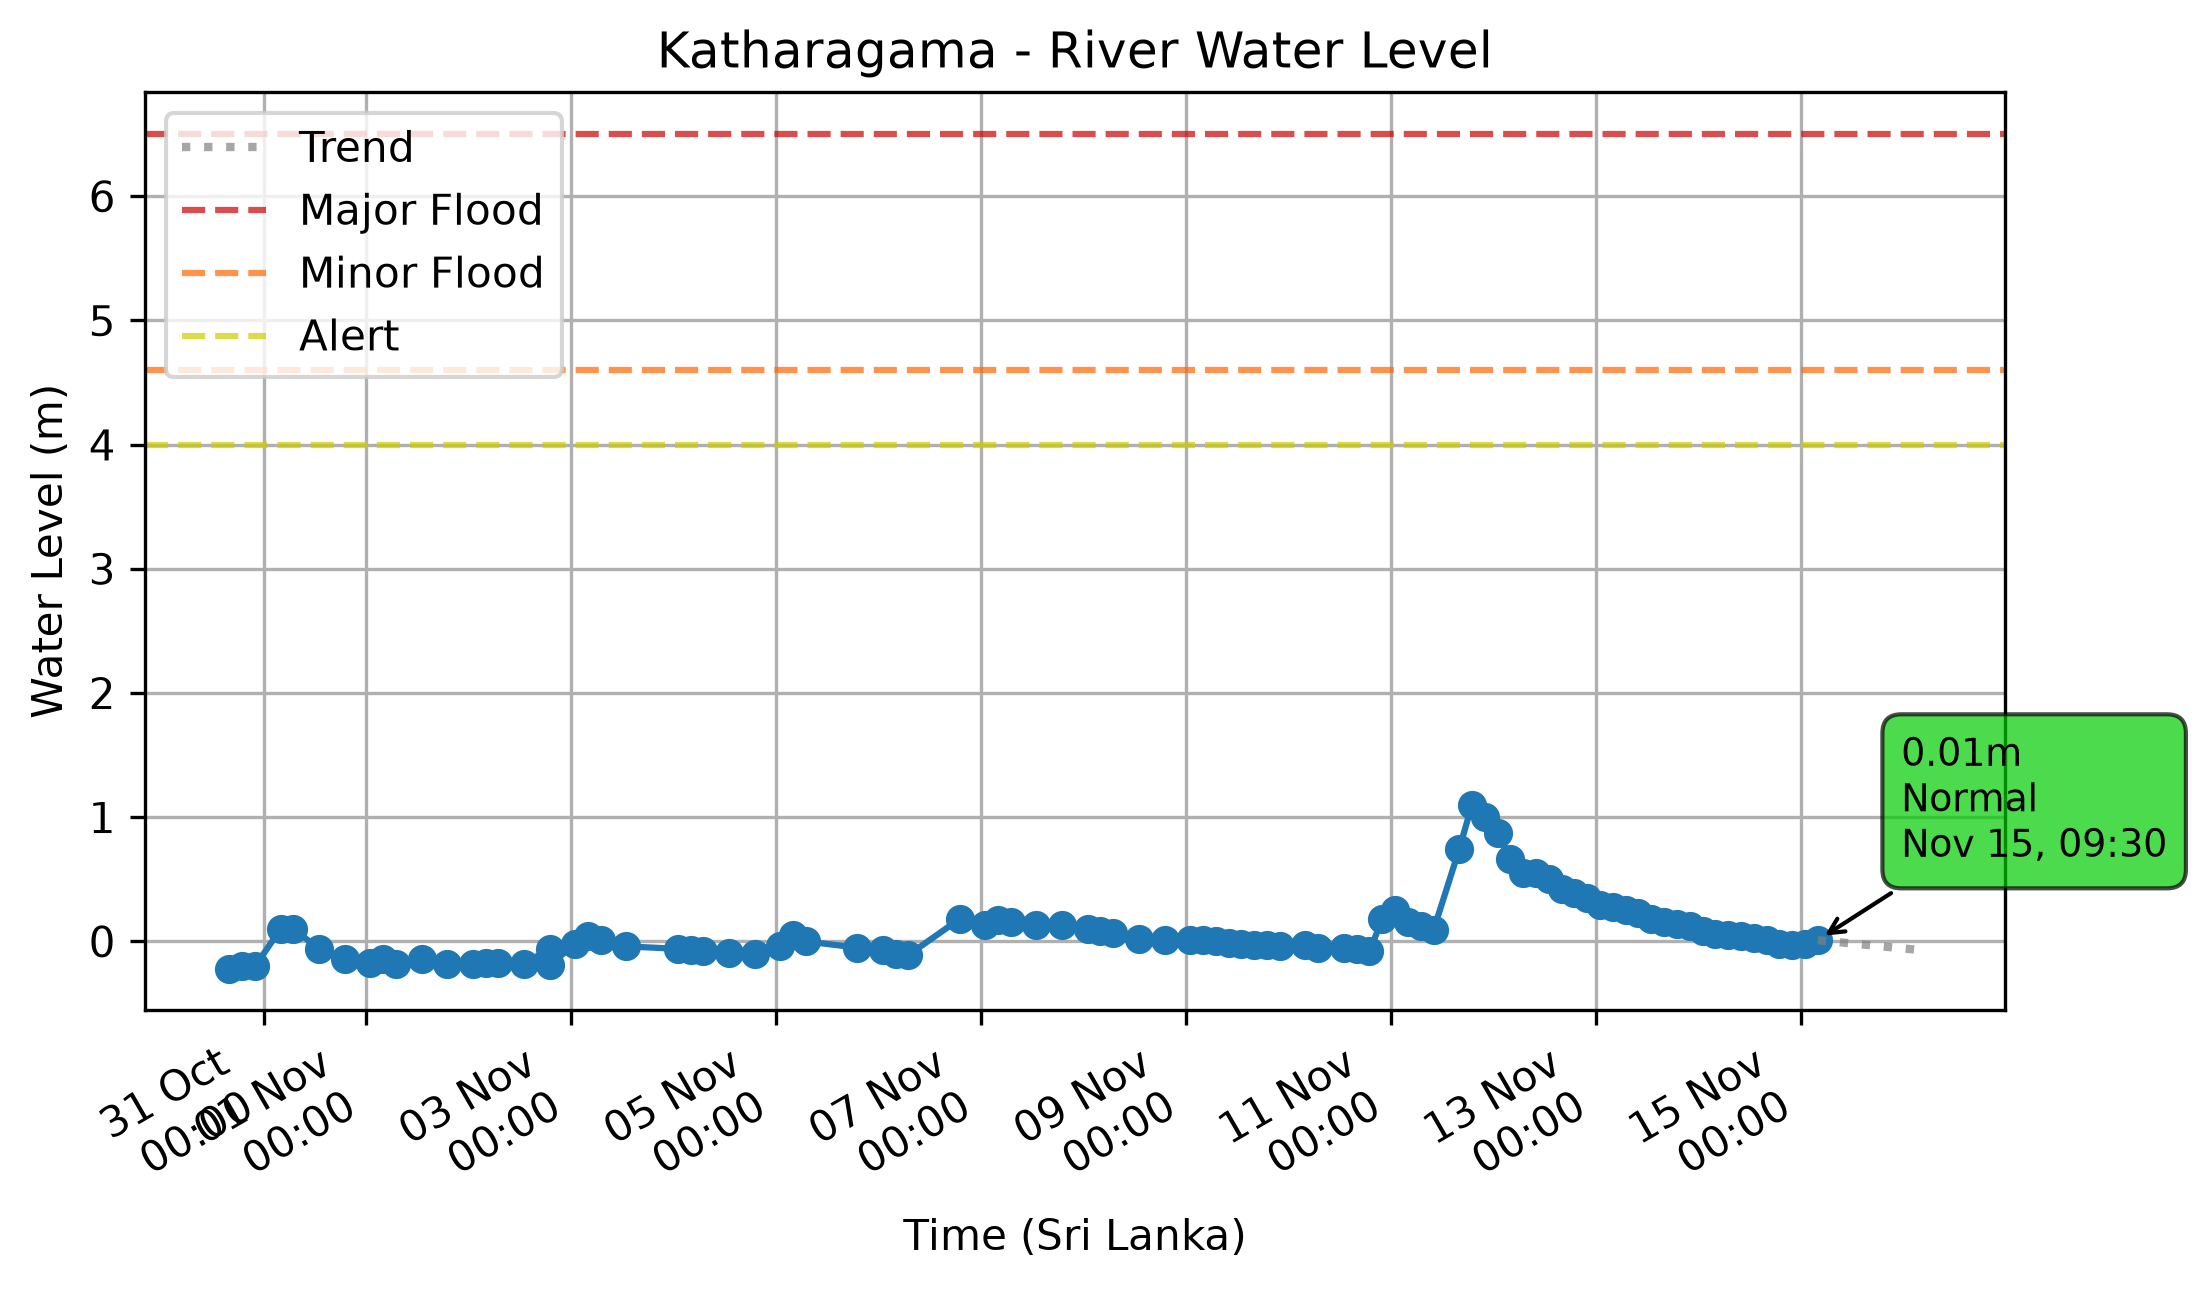 Katharagama - River Water Level
Trend
Major Flood
Minor Flood
Alert
Water Level (m)
6
5
4
3
2
1
0
0.01m
Normal
Nov 15, 09:30
31 Oct
00:00
01 Nov
00:00
03 Nov
00:00
05 Nov
00:00
07 Nov
00:00
09 Nov
00:00
11 Nov
00:00
13 Nov
00:00
15 Nov
00:00
Time (Sri Lanka)